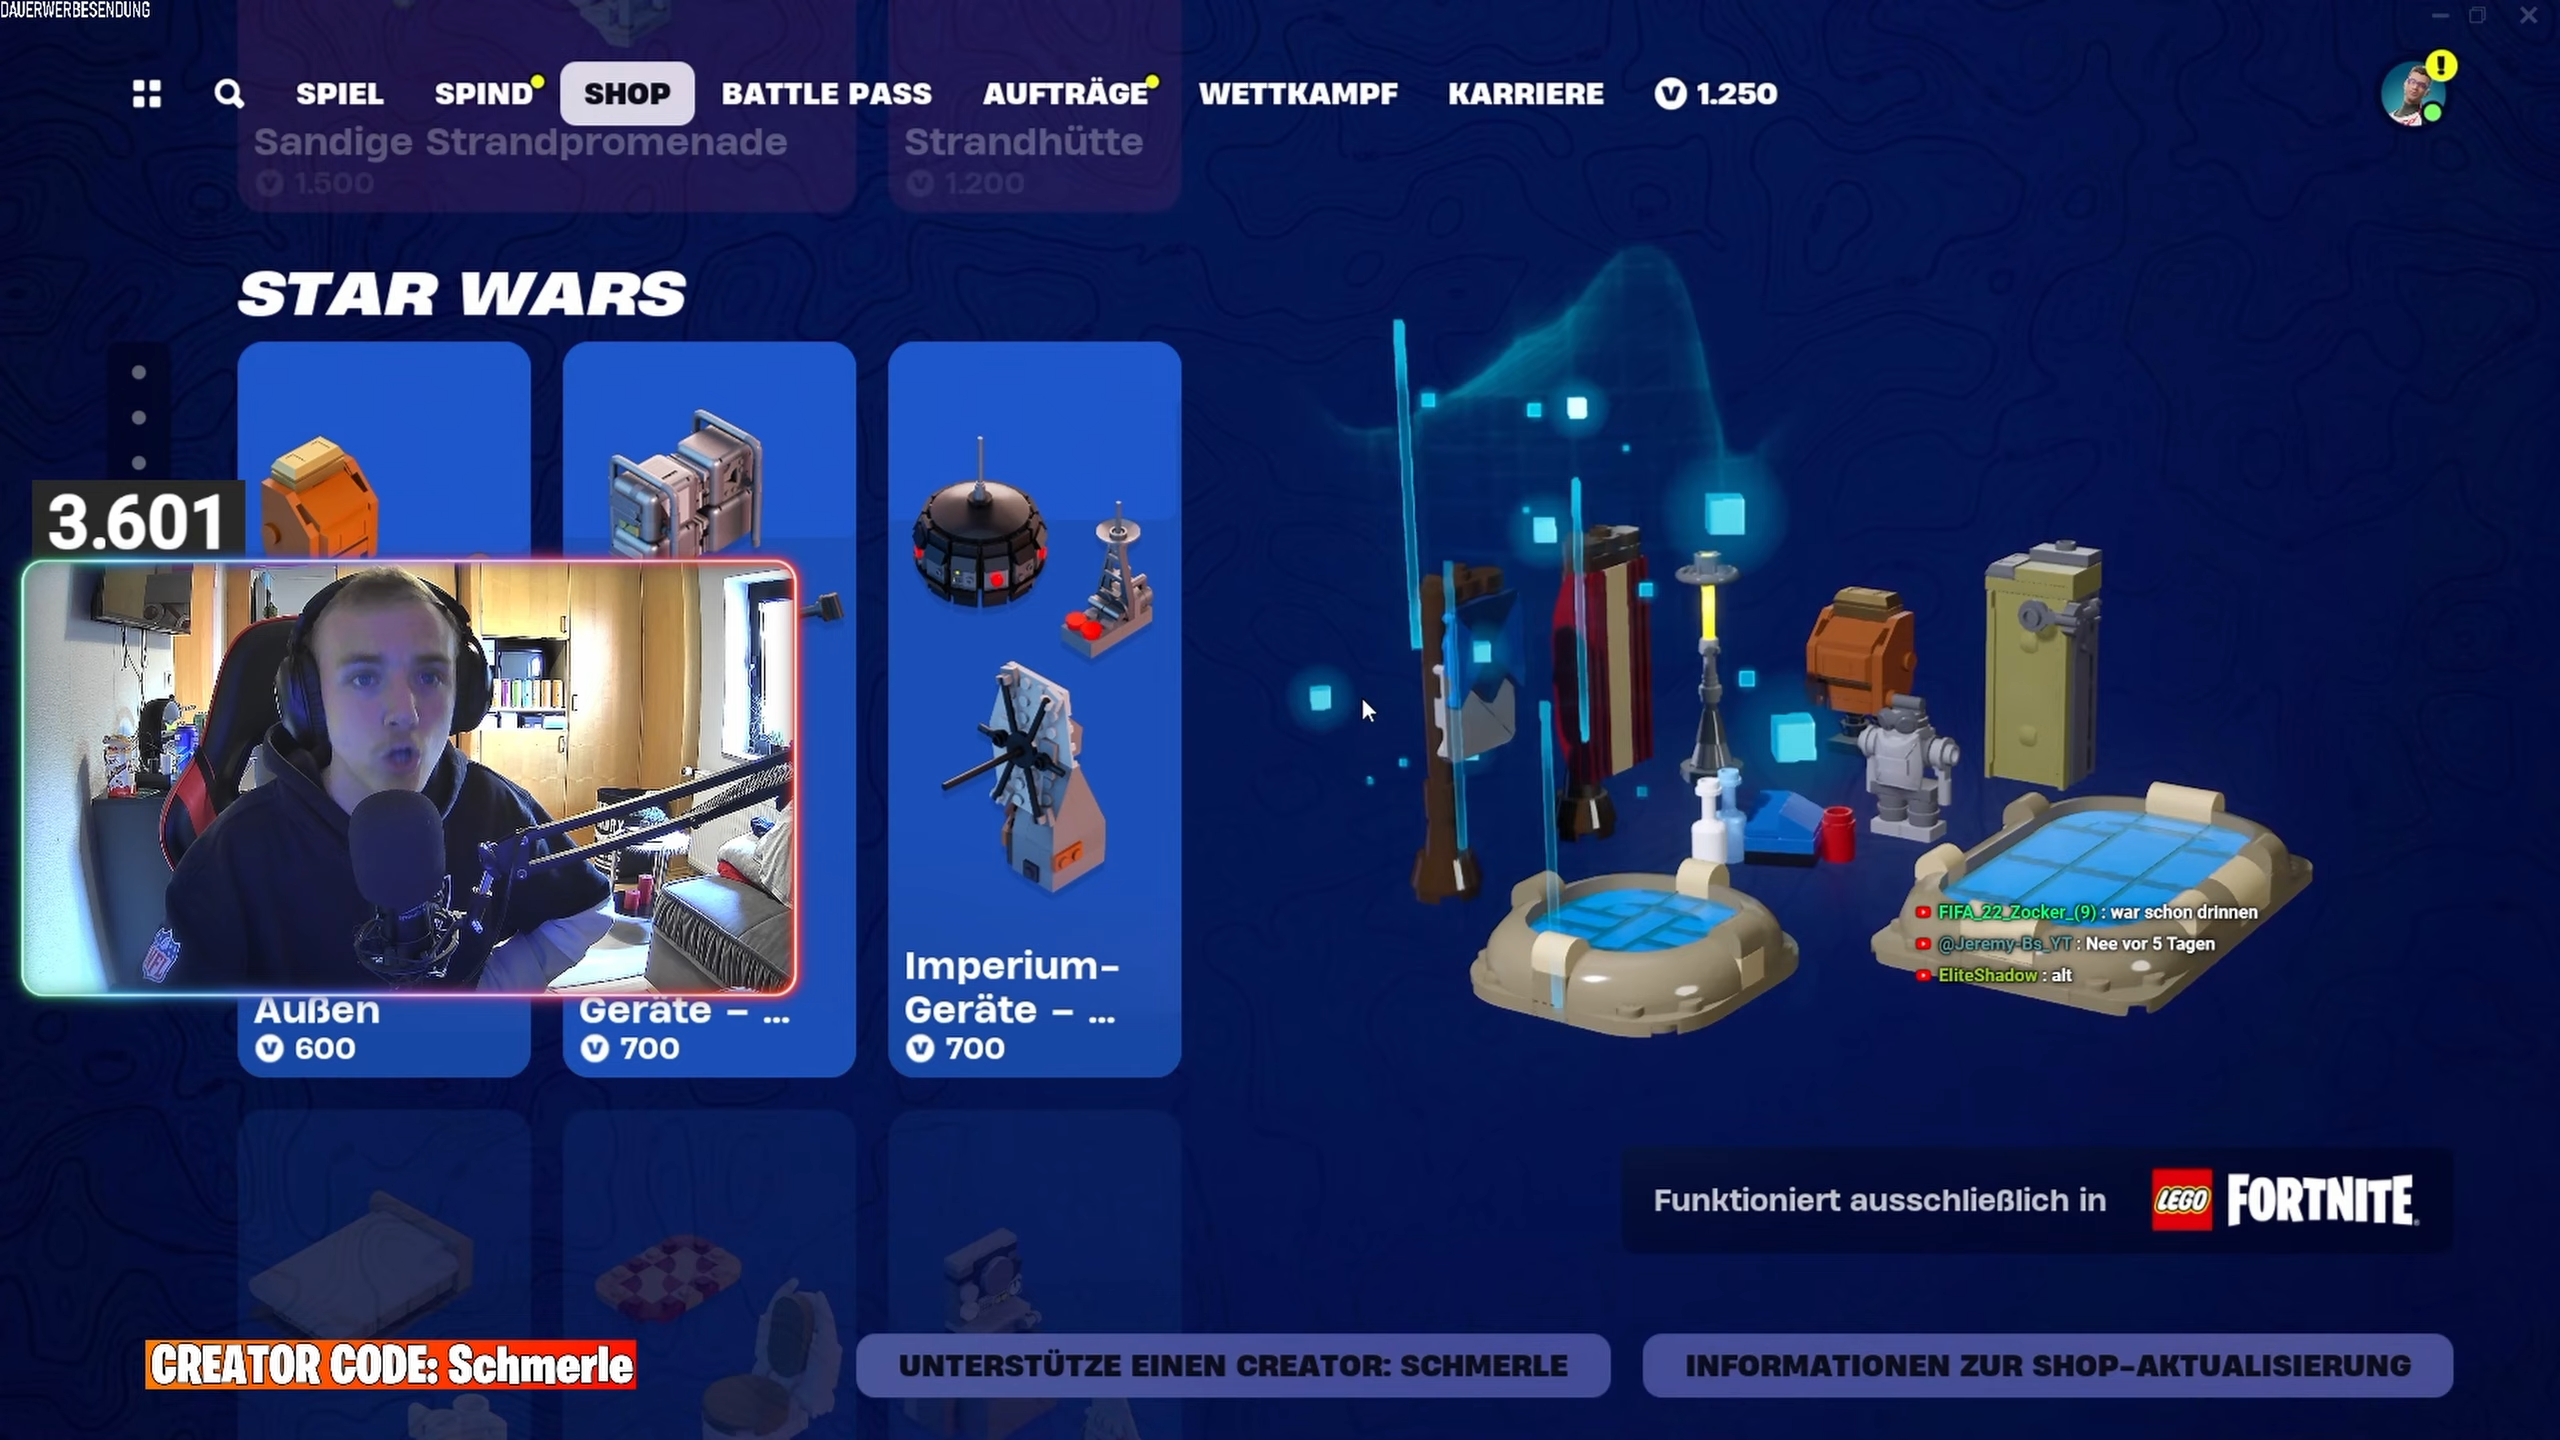 DAUERWERBESENDUNG
SPIEL SPIND SHOP BATTLE PASS AUFTRÄGE WETTKAMPF KARRIERE 1.250
Sandige Strandpromenade
1.500
Strandhütte
1.200
STAR WARS
3.601
Außen
600
Geräte – ...
700
Imperium-
Geräte – ...
700
FIFA_22_Zocker_(9) : war schon drinnen
@Jeremy-Bs_YT : Nee vor 5 Tagen
EliteShadow : alt
Funktioniert ausschließlich in LEGO FORTNITE
CREATOR CODE: Schmerle
UNTERSTÜTZE EINEN CREATOR: SCHMERLE
INFORMATIONEN ZUR SHOP-AKTUALISIERUNG